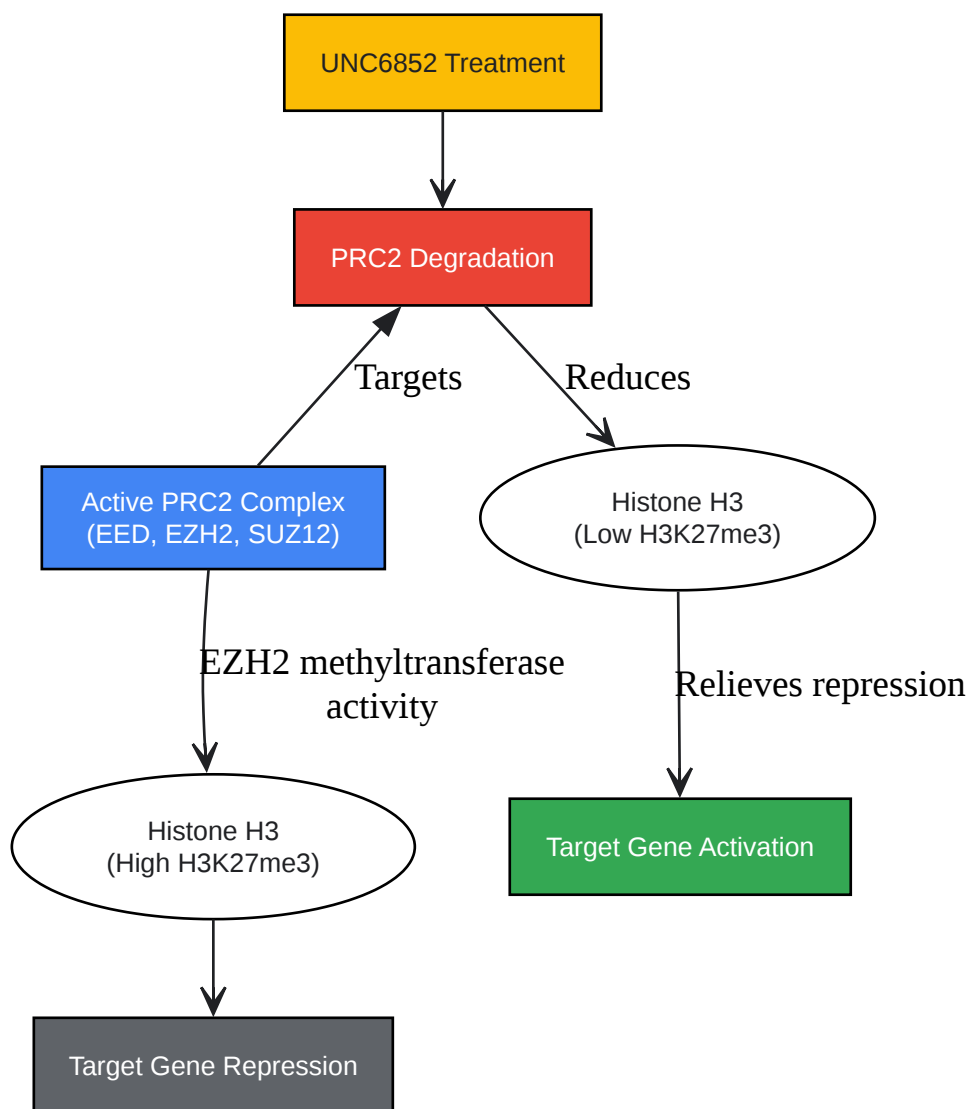 UNC6852 Treatment
PRC2 Degradation
Targets
Reduces
Active PRC2 Complex
(EED, EZH2, SUZ12)
Histone H3
(Low H3K27me3)
EZH2 methyltransferase
activity
Relieves repression
Histone H3
(High H3K27me3)
Target Gene Activation
Target Gene Repression